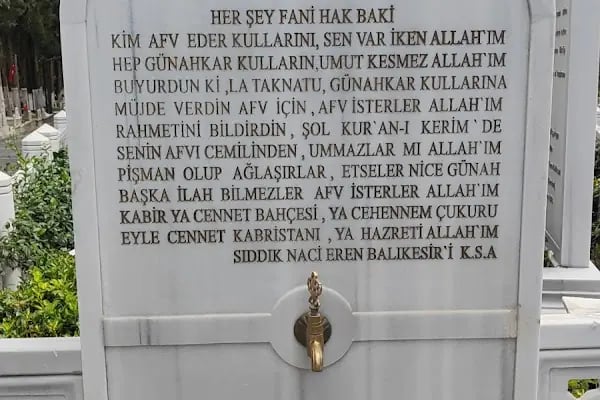 HER ŞEY FANİ HAK BAKİ
KİM AFV EDER KULLARINI, SEN VAR İKEN ALLAH`IM
HEP GÜNAHKAR KULLARIN,UMUT KESMEZ ALLAH`IM
BUYURDUN Kİ ,LA TAKNATU, GÜNAHKAR KULLARINA
MÜJDE VERDİN AFV İÇİN , AFV İSTERLER ALLAH`IM
RAHMETİNİ BİLDİRDİN , ŞOL KUR`AN-I KERİM`DE
SENİN AFVI CEMİLİNDEN , UMMAZLAR MI ALLAH`IM
PİŞMAN OLUP AĞLAŞIRLAR , ETSELER NİCE GÜNAH
BAŞKA İLAH BİLMEZLER AFV İSTERLER ALLAH`IM
KABİR YA CENNET BAHÇESİ , YA CEHENNEM ÇUKURU
EYLE CENNET KABRİSTANI , YA HAZRETİ ALLAH`IM
SIDDIK NACİ EREN BALIKESİR`İ K.S.A